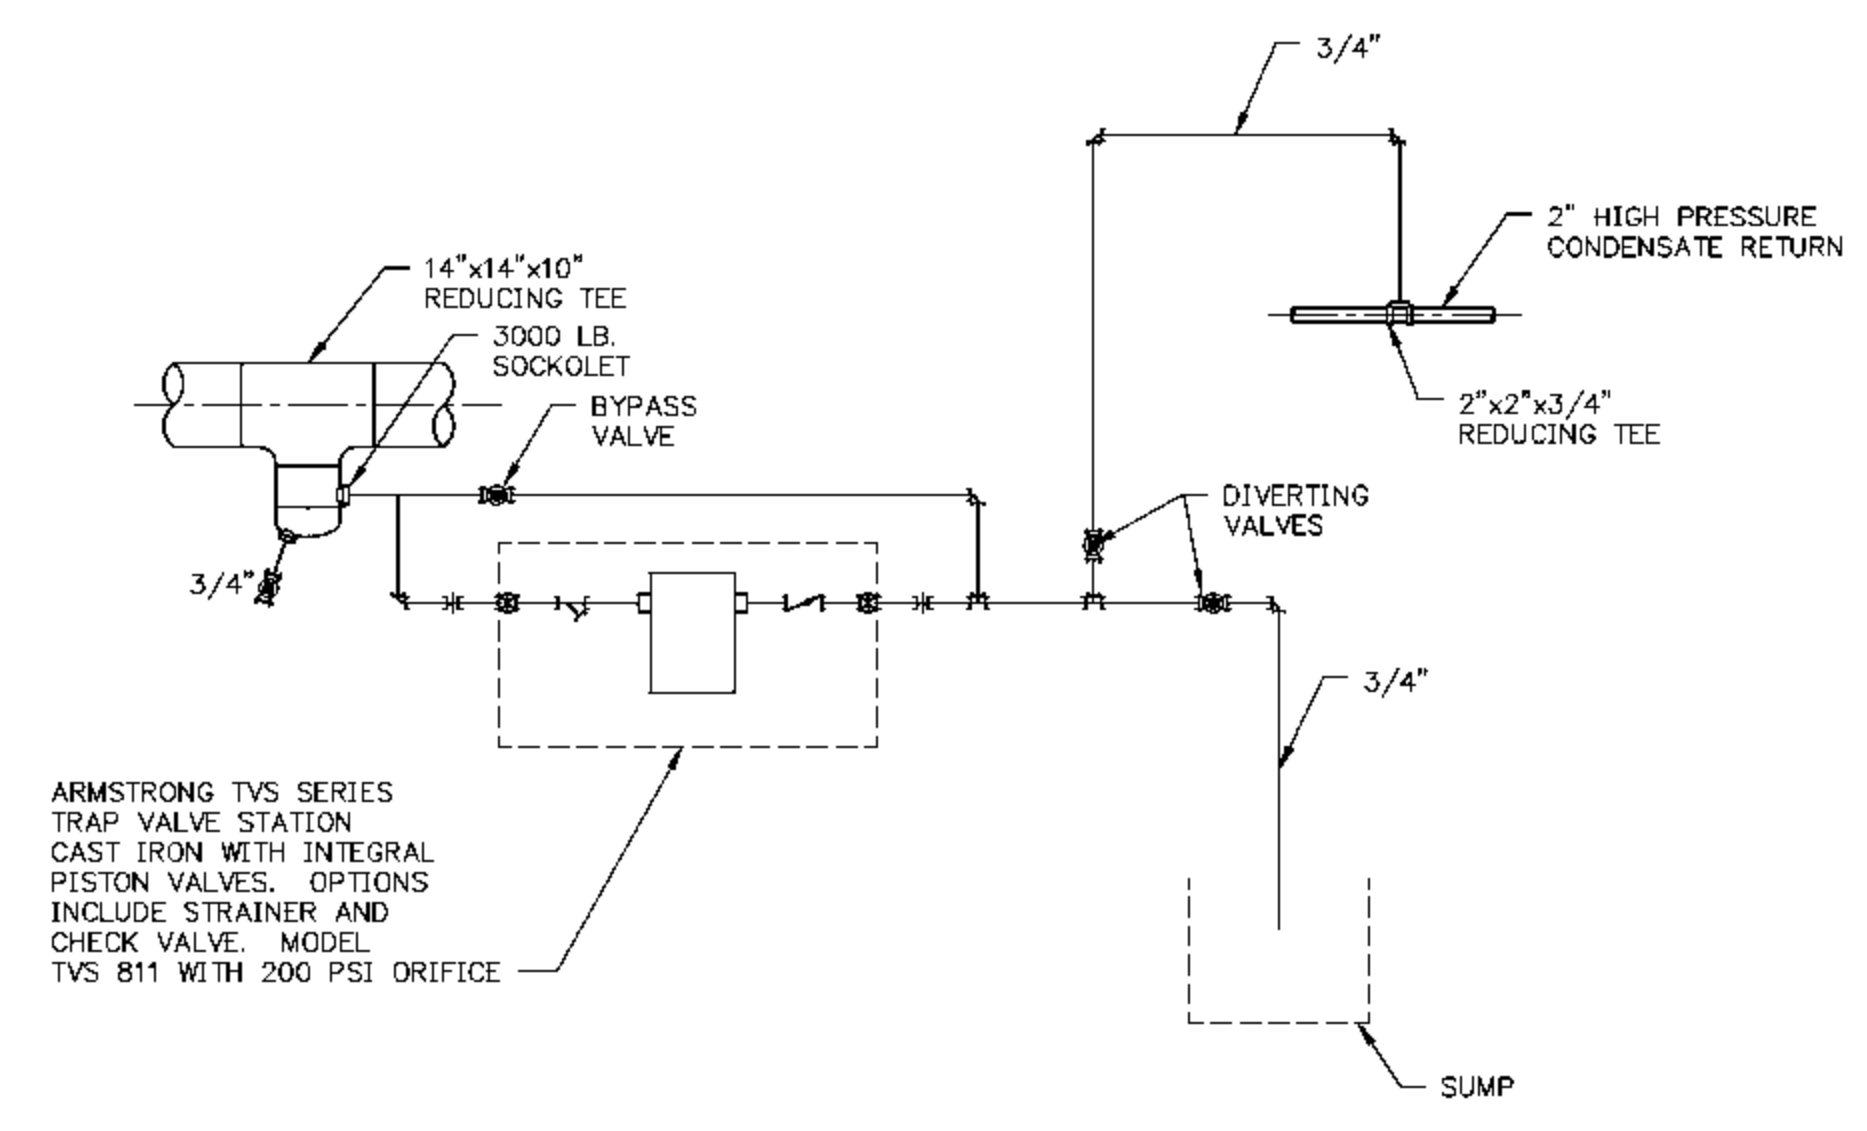 3/4"
2" HIGH PRESSURE
CONDENSATE RETURN
14"x14"x10"
REDUCING TEE
3000 LB.
SOCKOLET
BYPASS
VALVE
2"x2"x3/4"
REDUCING TEE
DIVERTING
VALVES
3/4"
3/4"
ARMSTRONG TVS SERIES
TRAP VALVE STATION
CAST IRON WITH INTEGRAL
PISTON VALVES. OPTIONS
INCLUDE STRAINER AND
CHECK VALVE. MODEL
TVS 811 WITH 200 PSI ORIFICE
SUMP